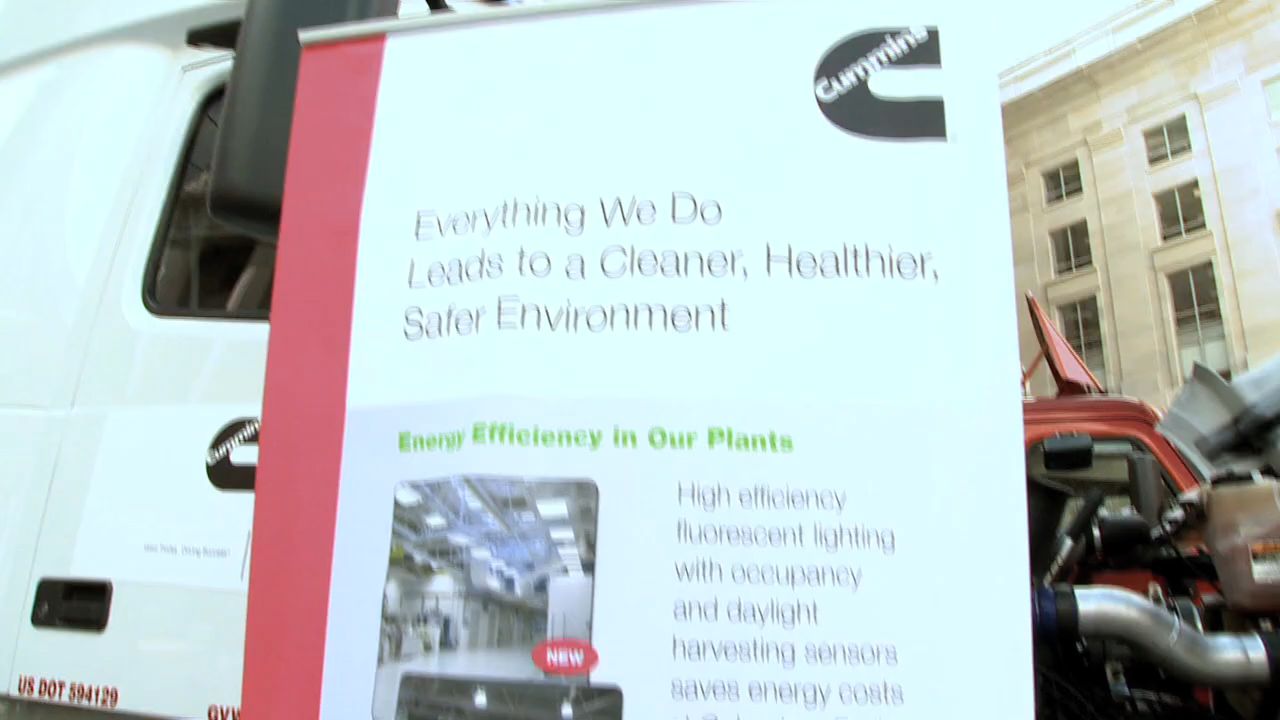 Cummins
Everything We Do
Leads to a Cleaner, Healthier,
Safer Environment
Energy Efficiency in Our Plants
High efficiency
fluorescent lighting
with occupancy
and daylight
harvesting sensors
saves energy costs
NEW
Cummins
US DOT 594129